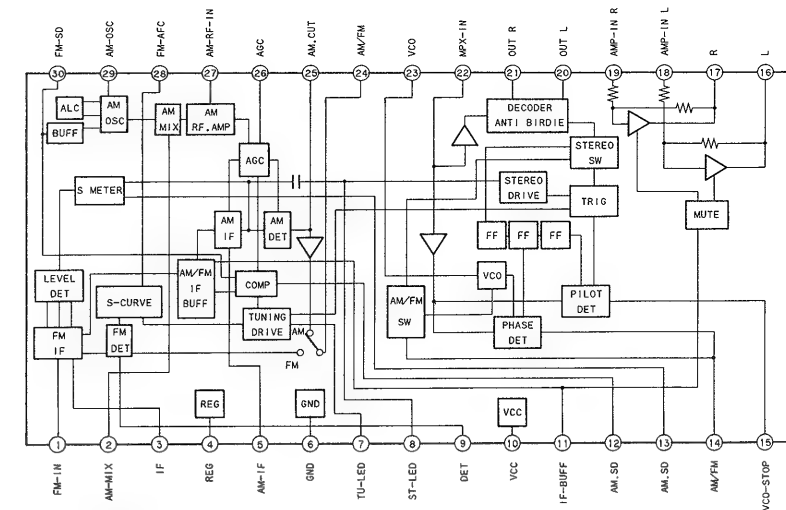 FM-SD AM-OSC FM-AFC AM-RF-IN AGC AM.CUT AM/FM VCO MPX-IN OUT R OUT L AMP-IN R AMP-IN L R L
30 29 28 27 26 25 24 23 22 21 20 19 18 17 16
ALC
AM OSC
BUFF
AM MIX
AM RF.AMP
DECODER ANTI BIRDIE
AGC
STEREO SW
S METER
STEREO DRIVE
TRIG
AM IF
AM DET
MUTE
FF FF FF
LEVEL DET
AM/FM IF BUFF
COMP
VCO
S-CURVE
AM/FM SW
PILOT DET
TUNING DRIVE
AM
FM IF
FM DET
PHASE DET
FM
REG
GND
VCC
1 2 3 4 5 6 7 8 9 10 11 12 13 14 15
FM-IN AM-MIX IF REG AM-IF GND TU-LED ST-LED DET VCC IF-BUFF AM.SD AM.SD AM/FM VCO-STOP